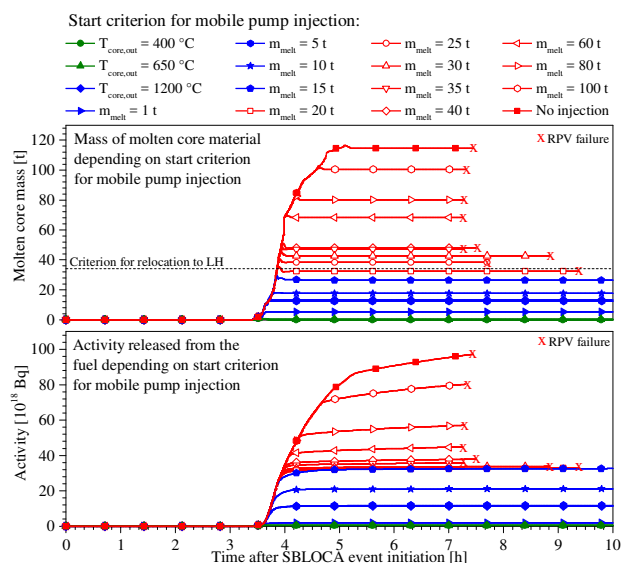 Start criterion for mobile pump injection:
T_core,out = 400 °C
m_melt = 5 t
m_melt = 25 t
m_melt = 60 t
T_core,out = 650 °C
m_melt = 10 t
m_melt = 30 t
m_melt = 80 t
T_core,out = 1200 °C
m_melt = 15 t
m_melt = 35 t
m_melt = 100 t
m_melt = 1 t
m_melt = 20 t
m_melt = 40 t
No injection
Molten core mass [t]
120
100
80
60
40
20
0
Mass of molten core material
depending on start criterion
for mobile pump injection
X RPV failure
Criterion for relocation to LH
X
X
X
X
X
X
X
X
X
Activity [10^18 Bq]
100
80
60
40
20
0
Activity released from the
fuel depending on start criterion
for mobile pump injection
X RPV failure
X
X
X
X
X
X
X
X
0 1 2 3 4 5 6 7 8 9 10
Time after SBLOCA event initiation [h]